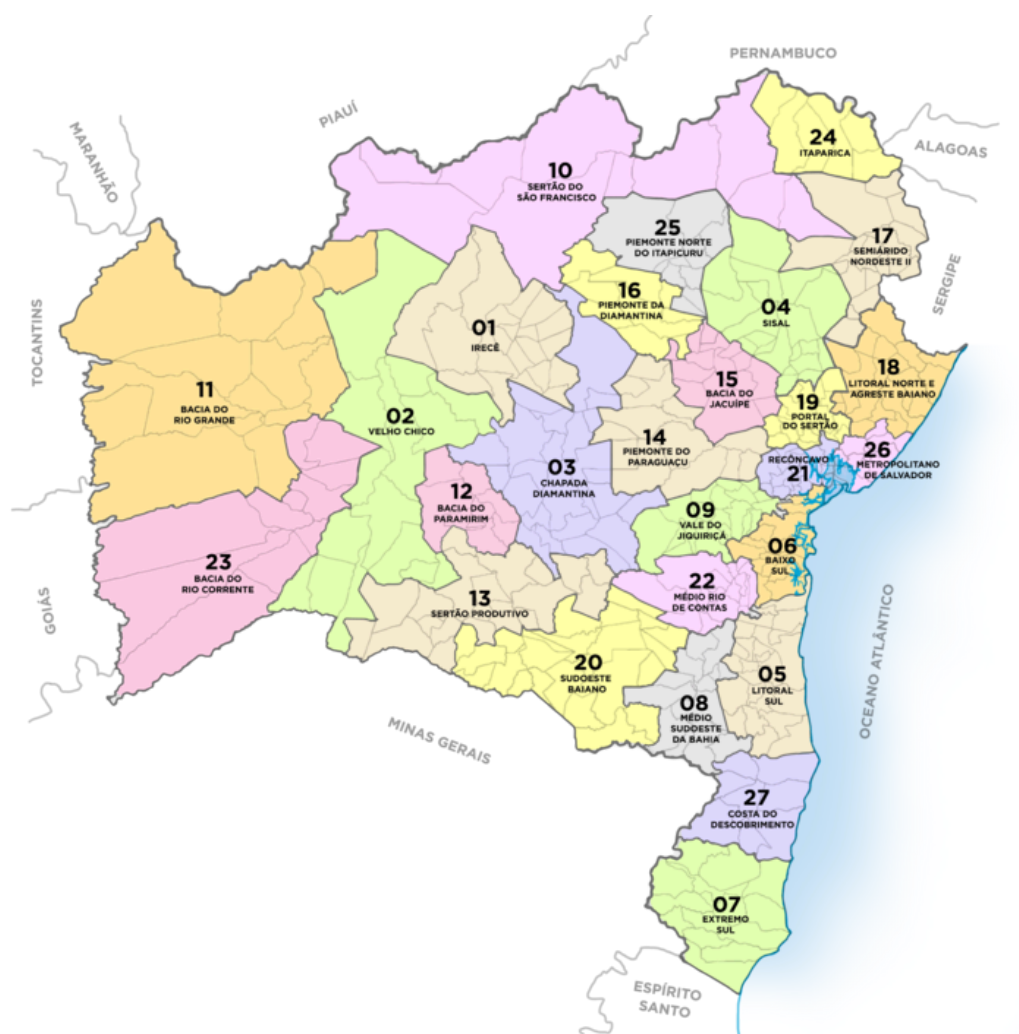 PERNAMBUCO
PIAUÍ
MARANHÃO
ALAGOAS
24
ITAPARICA
10
SERTÃO DO
SÃO FRANCISCO
25
PIEMONTE NORTE
DO ITAPICURU
17
SEMIÁRIDO
NORDESTE II
SERGIPE
16
PIEMONTE DA
DIAMANTINA
04
SISAL
TOCANTINS
01
IRECÊ
11
BACIA DO
RIO GRANDE
15
BACIA DO
JACUÍPE
18
LITORAL NORTE E
AGRESTE BAIANO
19
PORTAL
DO SERTÃO
02
VELHO CHICO
14
PIEMONTE DO
PARAGUAÇU
03
CHAPADA
DIAMANTINA
RECÔNCAVO
21
26
METROPOLITANO
DE SALVADOR
12
BACIA DO
PARAMIRIM
09
VALE DO
JIQUIRIÇÁ
06
BAIXO
SUL
23
BACIA DO
RIO CORRENTE
22
MÉDIO RIO
DE CONTAS
13
SERTÃO PRODUTIVO
GOIÁS
20
SUDOESTE
BAIANO
05
LITORAL
SUL
OCEANO ATLÂNTICO
08
MÉDIO
SUDOESTE
DA BAHIA
MINAS GERAIS
27
COSTA DO
DESCOBRIMENTO
07
EXTREMO
SUL
ESPÍRITO
SANTO